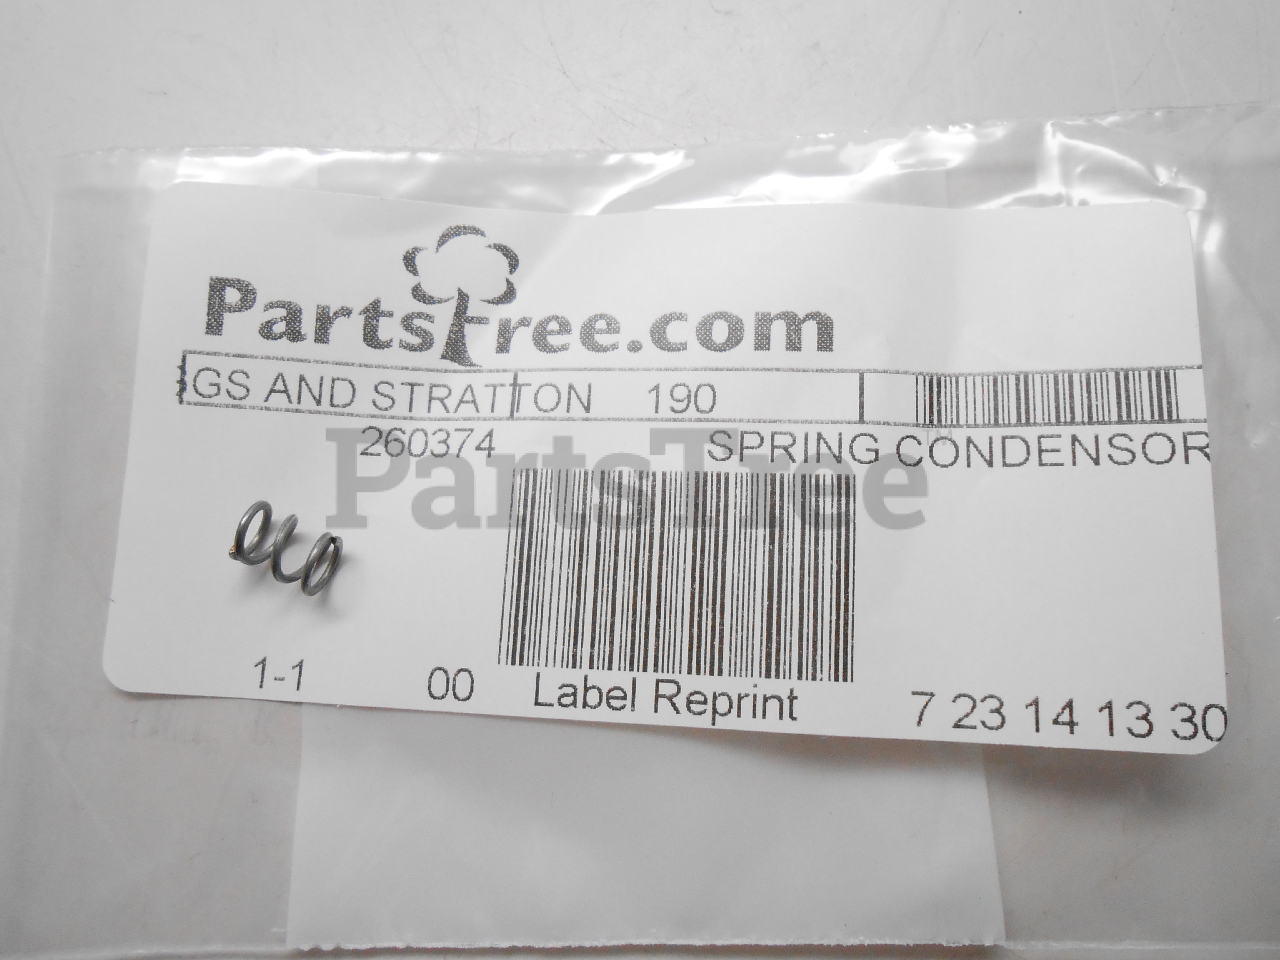 PartsTree.com
GS AND STRATTON 190
260374 SPRING CONDENSOR
PartsTree™
1-1 00 Label Reprint 7 23 14 13 30